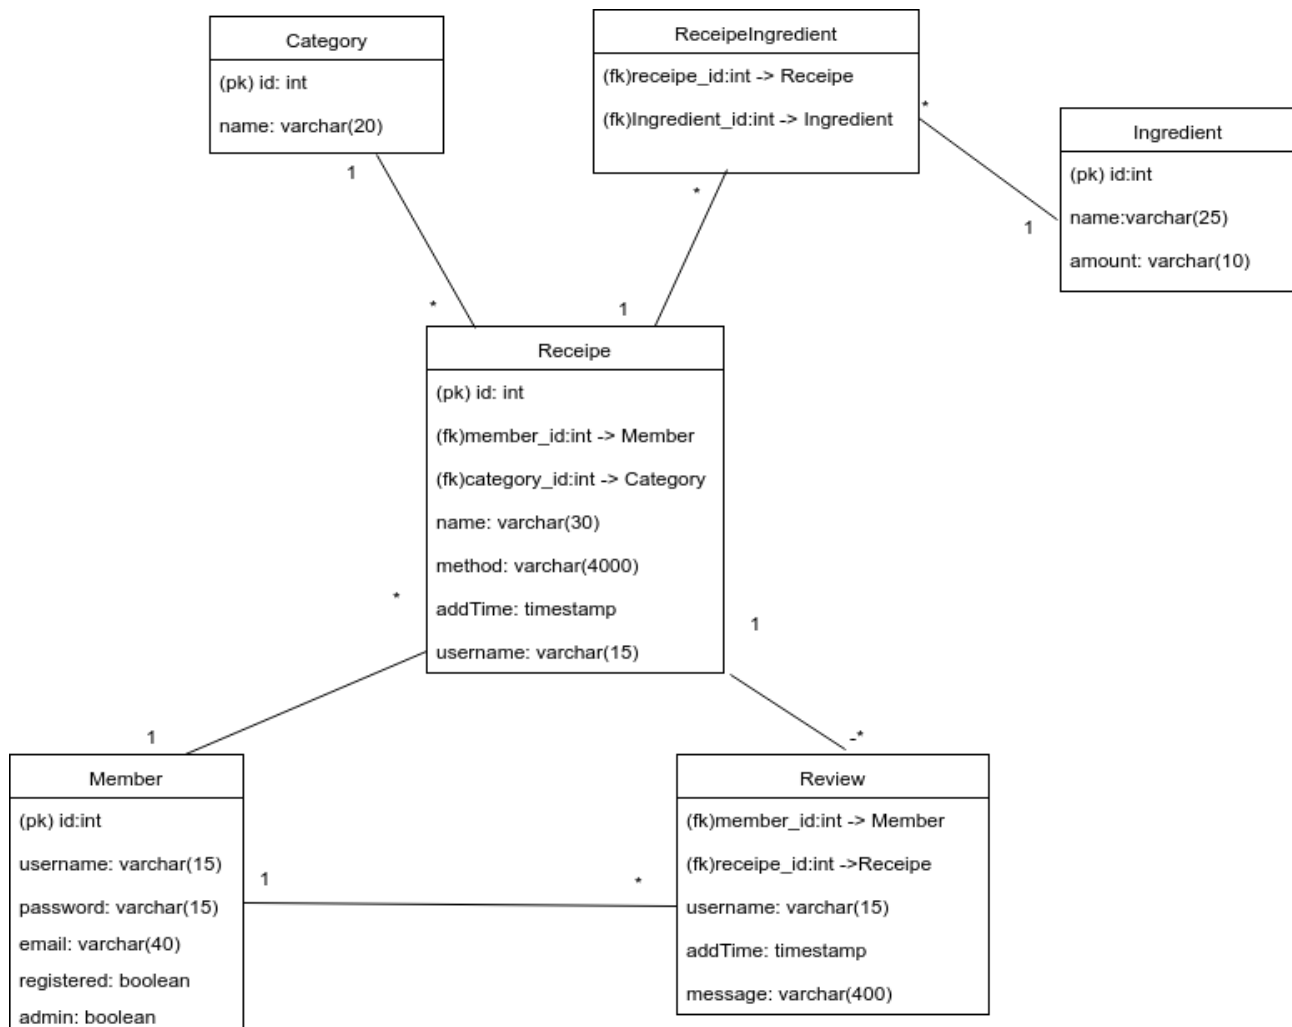 Category
(pk) id: int
name: varchar(20)
1
*
ReceipeIngredient
(fk)receipe_id:int -> Receipe
(fk)Ingredient_id:int -> Ingredient
*
1
*
1
Ingredient
(pk) id:int
name:varchar(25)
amount: varchar(10)
Receipe
(pk) id: int
(fk)member_id:int -> Member
(fk)category_id:int -> Category
name: varchar(30)
method: varchar(4000)
addTime: timestamp
username: varchar(15)
*
1
1
-*
Member
(pk) id:int
username: varchar(15)
password: varchar(15)
email: varchar(40)
registered: boolean
admin: boolean
1
*
Review
(fk)member_id:int -> Member
(fk)receipe_id:int ->Receipe
username: varchar(15)
addTime: timestamp
message: varchar(400)